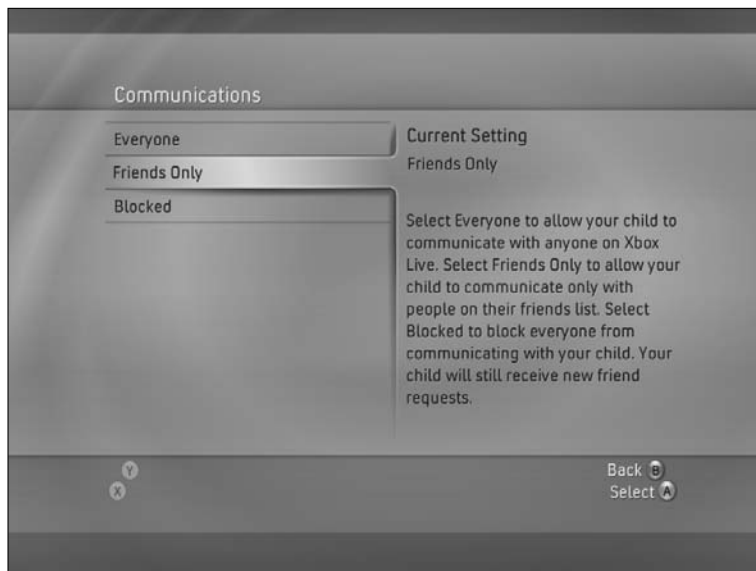 Communications
Everyone
Friends Only
Blocked
Current Setting
Friends Only
Select Everyone to allow your child to
communicate with anyone on Xbox
Live. Select Friends Only to allow your
child to communicate only with
people on their friends list. Select
Blocked to block everyone from
communicating with your child. Your
child will still receive new friend
requests.
Y
X
Back B
Select A